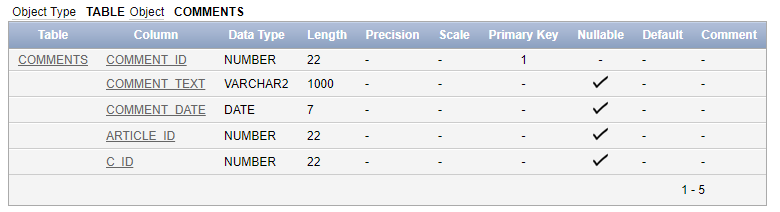 Object Type TABLE Object COMMENTS
Table Column Data Type Length Precision Scale Primary Key Nullable Default Comment
COMMENTS COMMENT_ID NUMBER 22 - - 1 - - -
COMMENT_TEXT VARCHAR2 1000 - - - ✓ - -
COMMENT_DATE DATE 7 - - - ✓ - -
ARTICLE_ID NUMBER 22 - - - ✓ - -
C_ID NUMBER 22 - - - ✓ - -
1 - 5